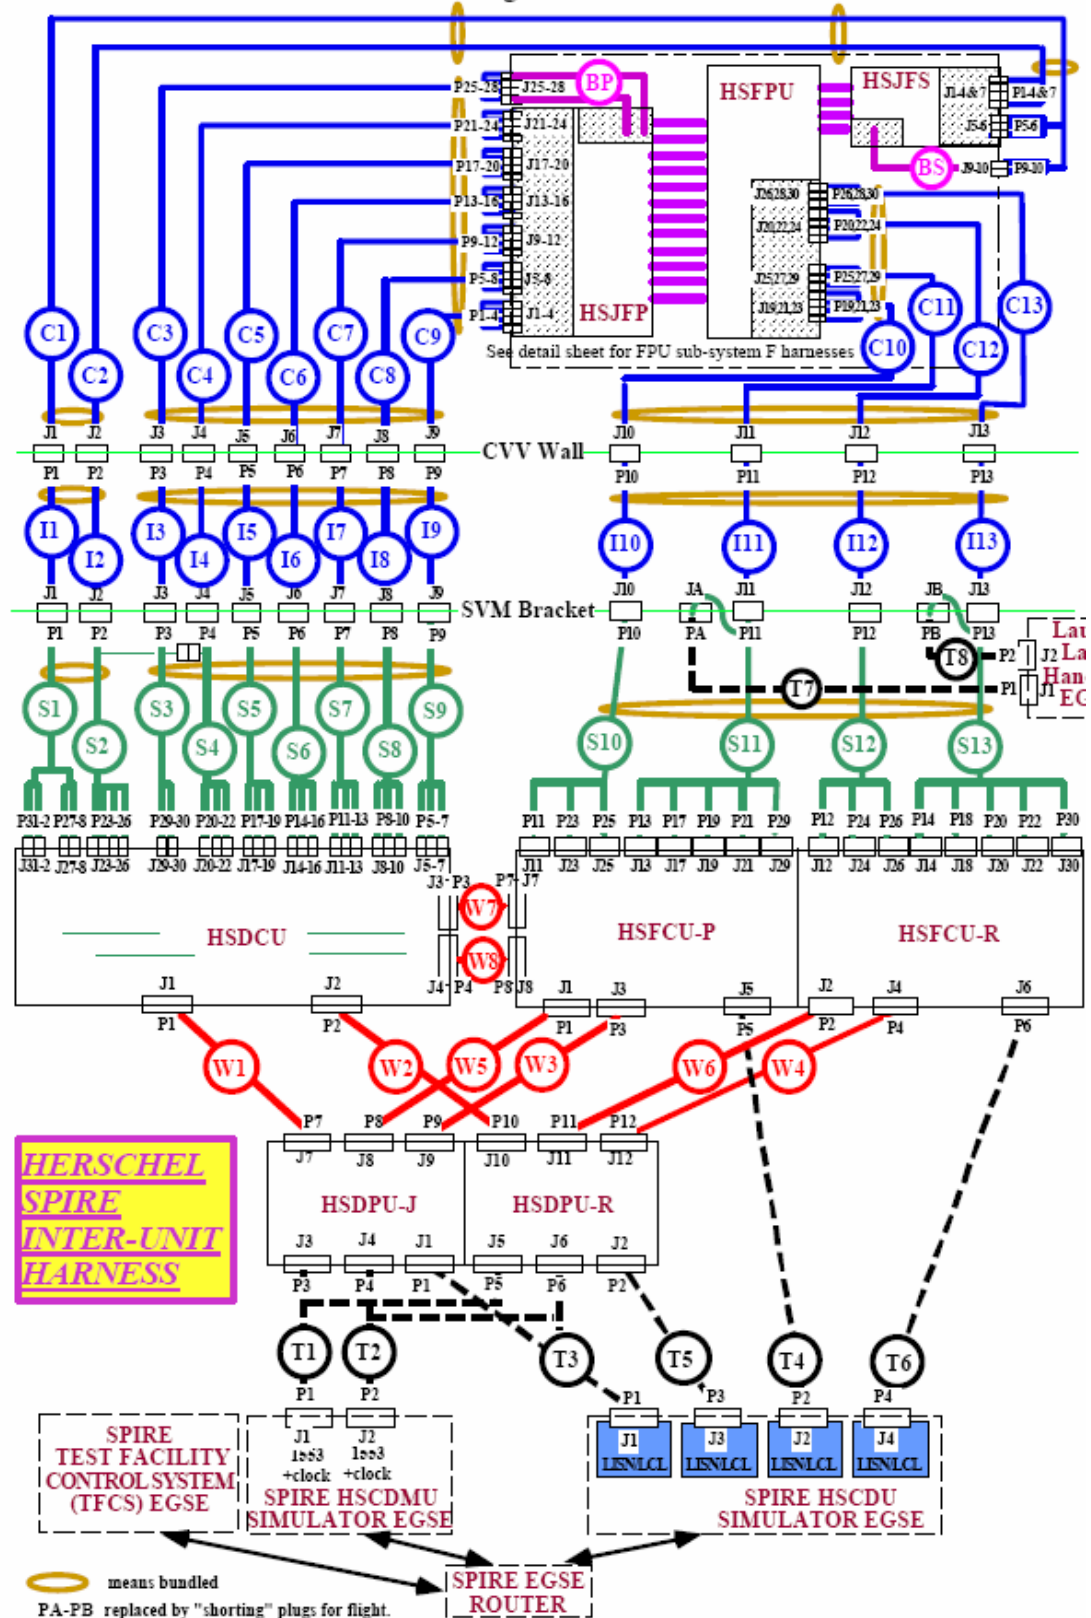 P25-28 J25-28 BP HSFPU HSJFS J1-4&7 P1-4&7
P21-24 J21-24 J5-6 P5-6
P17-20 J17-20 BS J9-10 P9-10
P13-16 J13-16 J26,28,30 P26,28,30
J20,22,24 P20,22,24
P9-12 J9-12
P5-8 J5-8 J25,27,29 P25,27,29
P1-4 J1-4 HSJFP J19,21,23 P19,21,23
C1 C3 C5 C7 C9 C11 C13
See detail sheet for FPU sub-system F harnesses C10 C12
C2 C4 C6 C8
J1 J2 J3 J4 J5 J6 J7 J8 J9 J10 J11 J12 J13
CVV Wall
P1 P2 P3 P4 P5 P6 P7 P8 P9 P10 P11 P12 P13
I1 I3 I5 I7 I9 I10 I11 I12 I13
I2 I4 I6 I8
J1 J2 J3 J4 J5 J6 J7 J8 J9 J10 JA J11 J12 JB J13
SVM Bracket
P1 P2 P3 P4 P5 P6 P7 P8 P9 P10 PA P11 P12 PB P13
T8 P2 J2
T7 P1 J1
S1 S3 S5 S7 S9
S2 S4 S6 S8 S10 S11 S12 S13
P31-2 P27-8 P23-26 P29-30 P20-22 P17-19 P14-16 P11-13 P8-10 P5-7 P11 P23 P25 P13 P17 P19 P21 P29 P12 P24 P26 P14 P18 P20 P22 P30
J31-2 J27-8 J23-26 J29-30 J20-22 J17-19 J14-16 J11-13 J8-10 J5-7 J11 J23 J25 J13 J17 J19 J21 J29 J12 J24 J26 J14 J18 J20 J22 J30
J3 P3 W7 P7 J7
HSDCU HSFCU-P HSFCU-R
J4 P4 W8 P8 J8
J1 J2 J1 J3 J5 J2 J4 J6
P1 P2 P1 P3 P5 P2 P4 P6
W1 W2 W5 W3 W6 W4
P7 P8 P9 P10 P11 P12
J7 J8 J9 J10 J11 J12
HERSCHEL
SPIRE
INTER-UNIT
HARNESS
HSDPU-J HSDPU-R
J3 J4 J1 J5 J6 J2
P3 P4 P1 P5 P6 P2
T1 T2 T3 T5 T4 T6
P1 P2 P1 P3 P2 P4
J1 J2 J1 J3 J2 J4
1553 1553
+clock +clock
LISN/LCL LISN/LCL LISN/LCL LISN/LCL
SPIRE
TEST FACILITY
CONTROL SYSTEM
(TFCS) EGSE
SPIRE HSCDMU
SIMULATOR EGSE
SPIRE HSCDU
SIMULATOR EGSE
SPIRE EGSE
ROUTER
means bundled
PA-PB replaced by "shorting" plugs for flight.